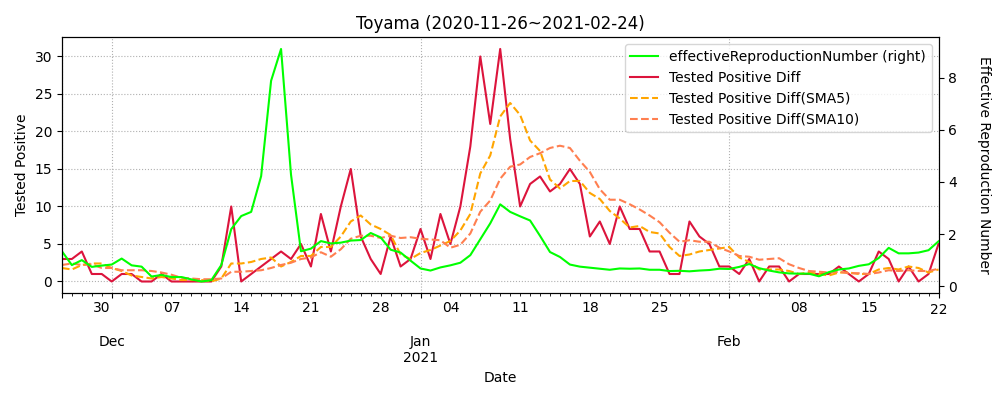 Toyama (2020-11-26~2021-02-24)
effectiveReproductionNumber (right)
Tested Positive Diff
Tested Positive Diff(SMA5)
Tested Positive Diff(SMA10)
Tested Positive
30
25
20
15
10
5
0
Effective Reproduction Number
8
6
4
2
0
30 07 14 21 28 04 11 18 25 08 15 22
Dec Jan Feb
2021
Date